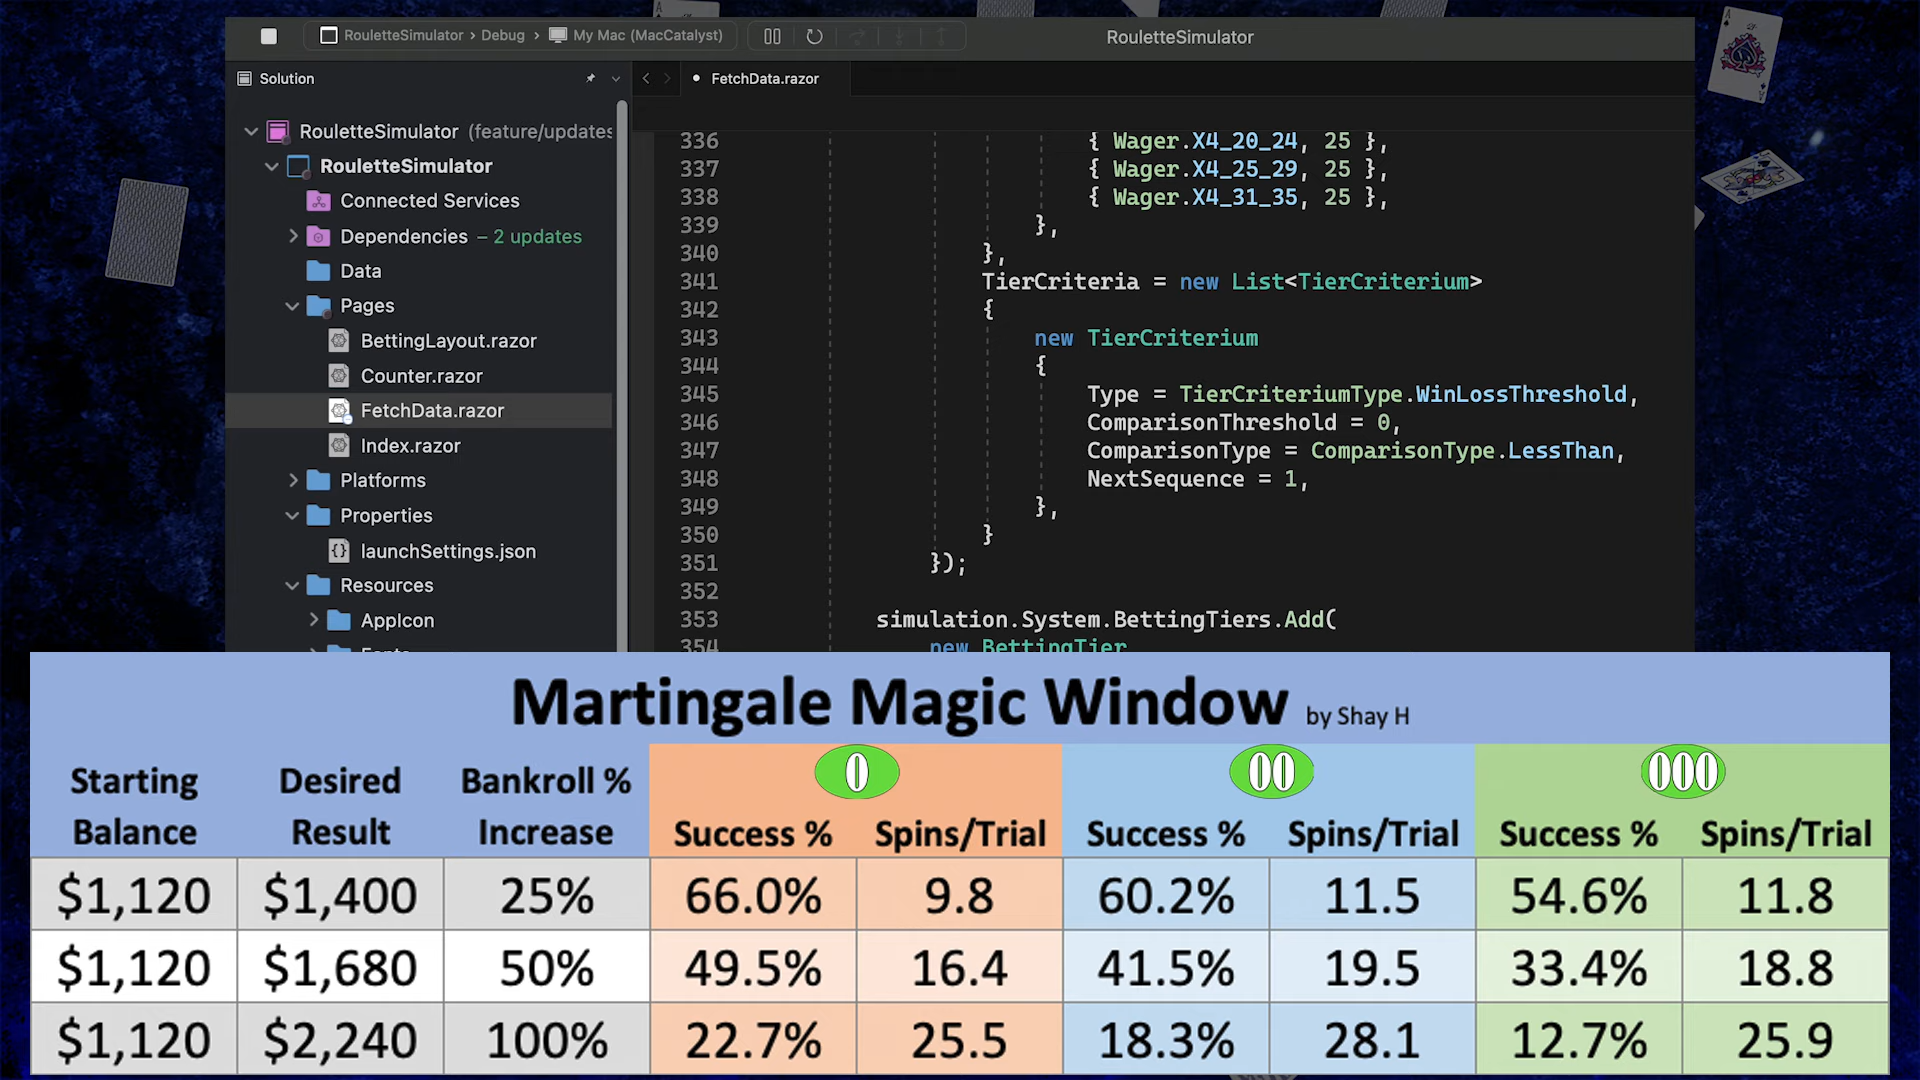 RouletteSimulator › Debug › My Mac (MacCatalyst)
RouletteSimulator
Solution
FetchData.razor
RouletteSimulator (feature/updates
RouletteSimulator
Connected Services
Dependencies – 2 updates
Data
Pages
BettingLayout.razor
Counter.razor
FetchData.razor
Index.razor
Platforms
Properties
launchSettings.json
Resources
AppIcon
336 { Wager.X4_20_24, 25 },
337 { Wager.X4_25_29, 25 },
338 { Wager.X4_31_35, 25 },
339 },
340 },
341 TierCriteria = new List<TierCriterium>
342 {
343 new TierCriterium
344 {
345 Type = TierCriteriumType.WinLossThreshold,
346 ComparisonThreshold = 0,
347 ComparisonType = ComparisonType.LessThan,
348 NextSequence = 1,
349 },
350 }
351 });
352
353 simulation.System.BettingTiers.Add(
354 new BettingTier
Martingale Magic Window by Shay H
0 00 000
Starting Balance Desired Result Bankroll % Increase Success % Spins/Trial Success % Spins/Trial Success % Spins/Trial
$1,120 $1,400 25% 66.0% 9.8 60.2% 11.5 54.6% 11.8
$1,120 $1,680 50% 49.5% 16.4 41.5% 19.5 33.4% 18.8
$1,120 $2,240 100% 22.7% 25.5 18.3% 28.1 12.7% 25.9